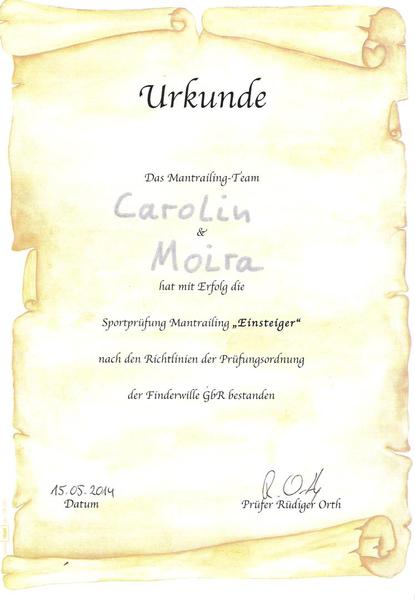 Urkunde
Das Mantrailing-Team
Carolin
&
Moira
hat mit Erfolg die
Sportprüfung Mantrailing „Einsteiger“
nach den Richtlinien der Prüfungsordnung
der Finderwille GbR bestanden
15.05.2014
R. Orth
Datum
Prüfer Rüdiger Orth